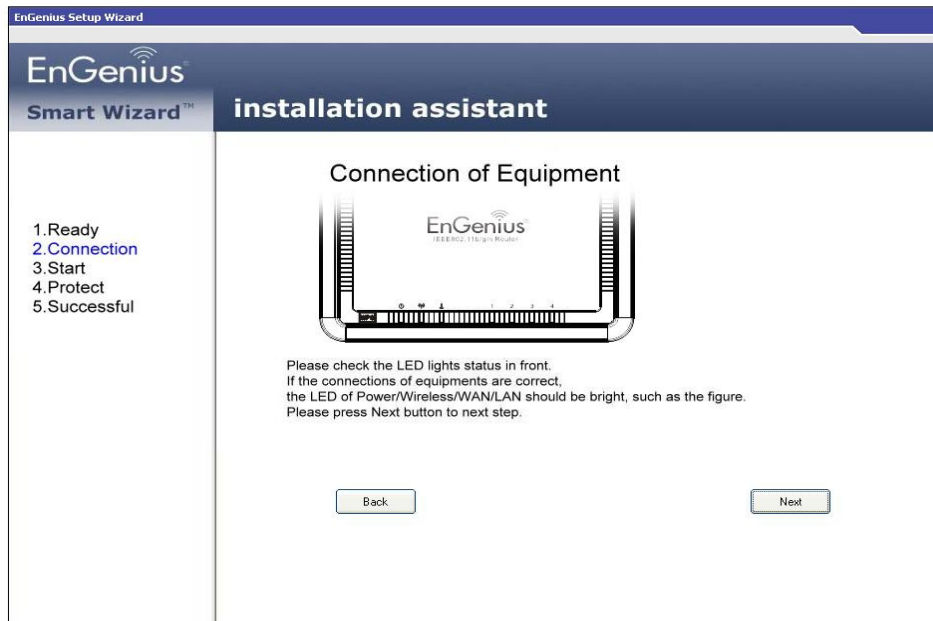 EnGenius Setup Wizard
EnGenius®
Smart Wizard™
installation assistant
1.Ready
2.Connection
3.Start
4.Protect
5.Successful
Connection of Equipment
EnGenius
IEEE802.11b/g/n Router
1 2 3 4
Please check the LED lights status in front.
If the connections of equipments are correct,
the LED of Power/Wireless/WAN/LAN should be bright, such as the figure.
Please press Next button to next step.
Back
Next